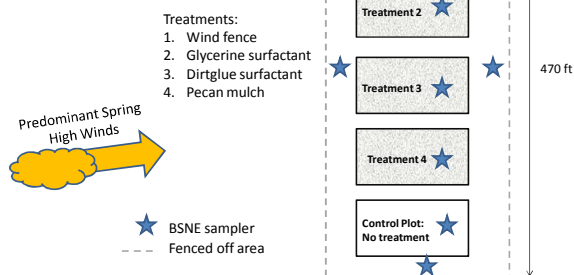 Treatments:
1. Wind fence
2. Glycerine surfactant
3. Dirtglue surfactant
4. Pecan mulch
Predominant Spring
High Winds
BSNE sampler
Fenced off area
Treatment 2
Treatment 3
Treatment 4
Control Plot:
No treatment
470 ft